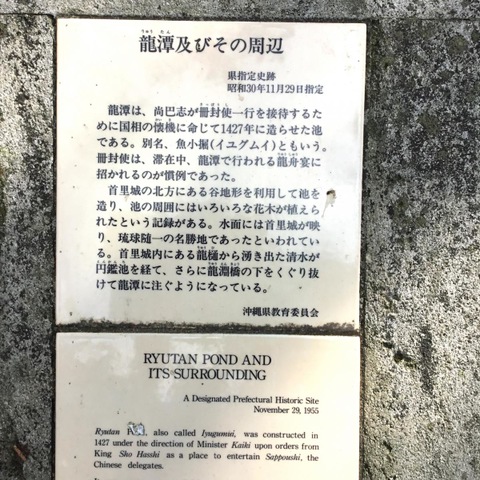 龍潭及びその周辺
県指定史跡
昭和30年11月29日指定
龍潭は、尚巴志が冊封使一行を接待するた
めに国相の懐機に命じて1427年に造らせた池
である。別名、魚小掘(イユグムイ)ともいう。
冊封使は、滞在中、龍潭で行われる龍舟宴に
招かれるのが慣例であった。
首里城の北方にある谷地形を利用して池を
造り、池の周囲にはいろいろな花木が植えら
れたという記録がある。水面には首里城が映
り、琉球随一の名勝地であったといわれてい
る。首里城内にある龍樋から湧き出た清水が
円鑑池を経て、さらに龍淵橋の下をくぐり抜
けて龍潭に注ぐようになっている。
沖縄県教育委員会
RYUTAN POND AND
ITS SURROUNDING
A Designated Prefectural Historic Site
November 29, 1955
Ryutan also called Iyugumui, was constructed in
1427 under the direction of Minister Kaiki upon orders from
King Sho Hasshi as a place to entertain Sappoushi, the
Chinese delegates.